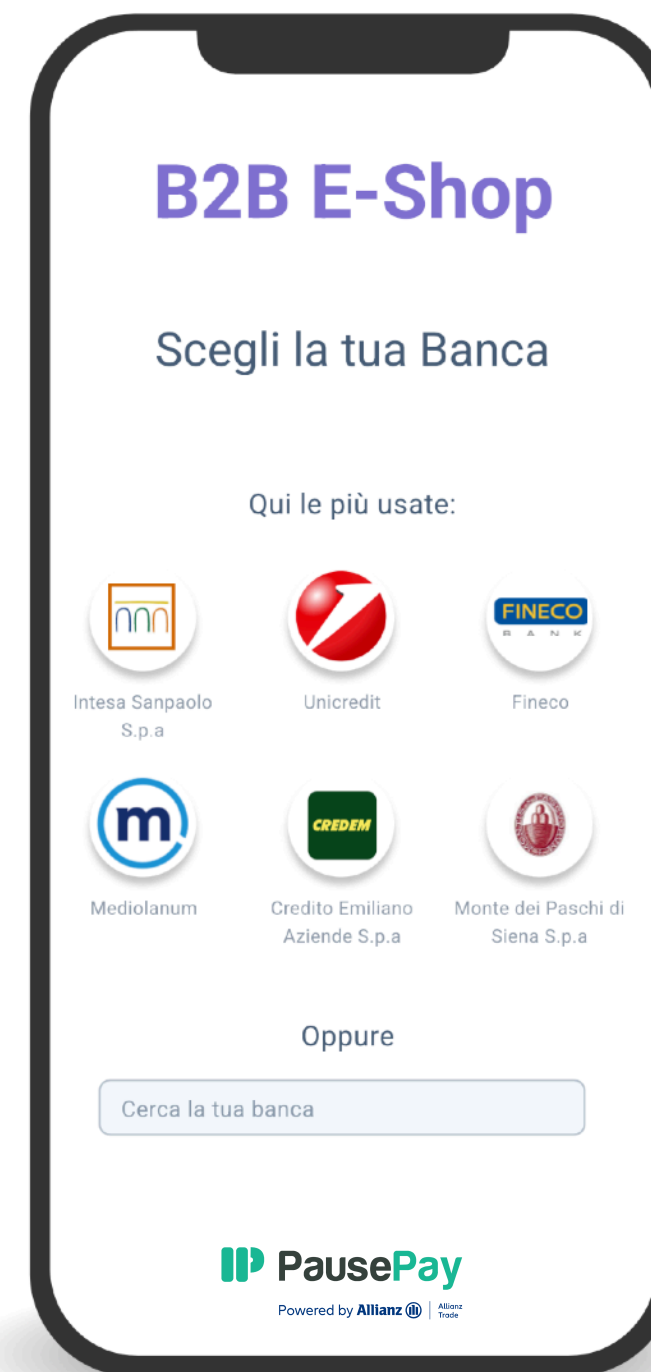 B2B E-Shop
Scegli la tua Banca
Qui le più usate:
FINECO
BANK
Intesa Sanpaolo
S.p.a
Unicredit
Fineco
m
CREDEM
Mediolanum
Credito Emiliano
Aziende S.p.a
Monte dei Paschi di
Siena S.p.a
Oppure
Cerca la tua banca
PausePay
Powered by Allianz | Allianz
Trade